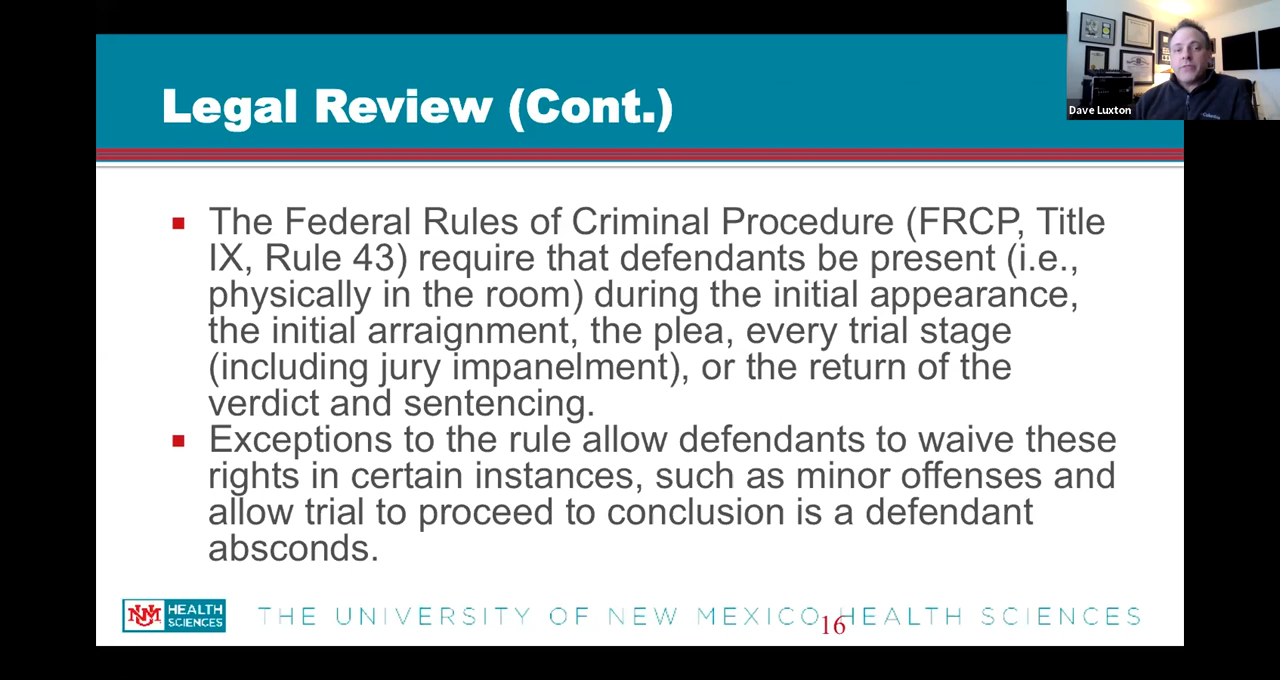 Legal Review (Cont.)
Dave Luxton
▪ The Federal Rules of Criminal Procedure (FRCP, Title
IX, Rule 43) require that defendants be present (i.e.,
physically in the room) during the initial appearance,
the initial arraignment, the plea, every trial stage
(including jury impanelment), or the return of the
verdict and sentencing.
▪ Exceptions to the rule allow defendants to waive these
rights in certain instances, such as minor offenses and
allow trial to proceed to conclusion is a defendant
absconds.
UNM HEALTH
SCIENCES
THE UNIVERSITY OF NEW MEXICO HEALTH SCIENCES
16